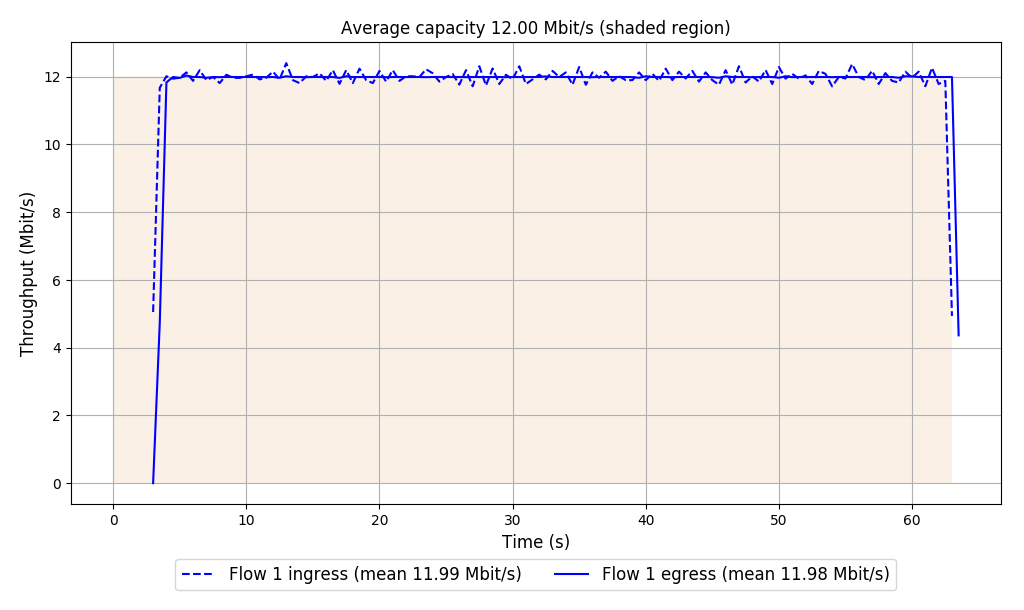 Average capacity 12.00 Mbit/s (shaded region)
Throughput (Mbit/s)
12
10
8
6
4
2
0
0 10 20 30 40 50 60
Time (s)
Flow 1 ingress (mean 11.99 Mbit/s) Flow 1 egress (mean 11.98 Mbit/s)